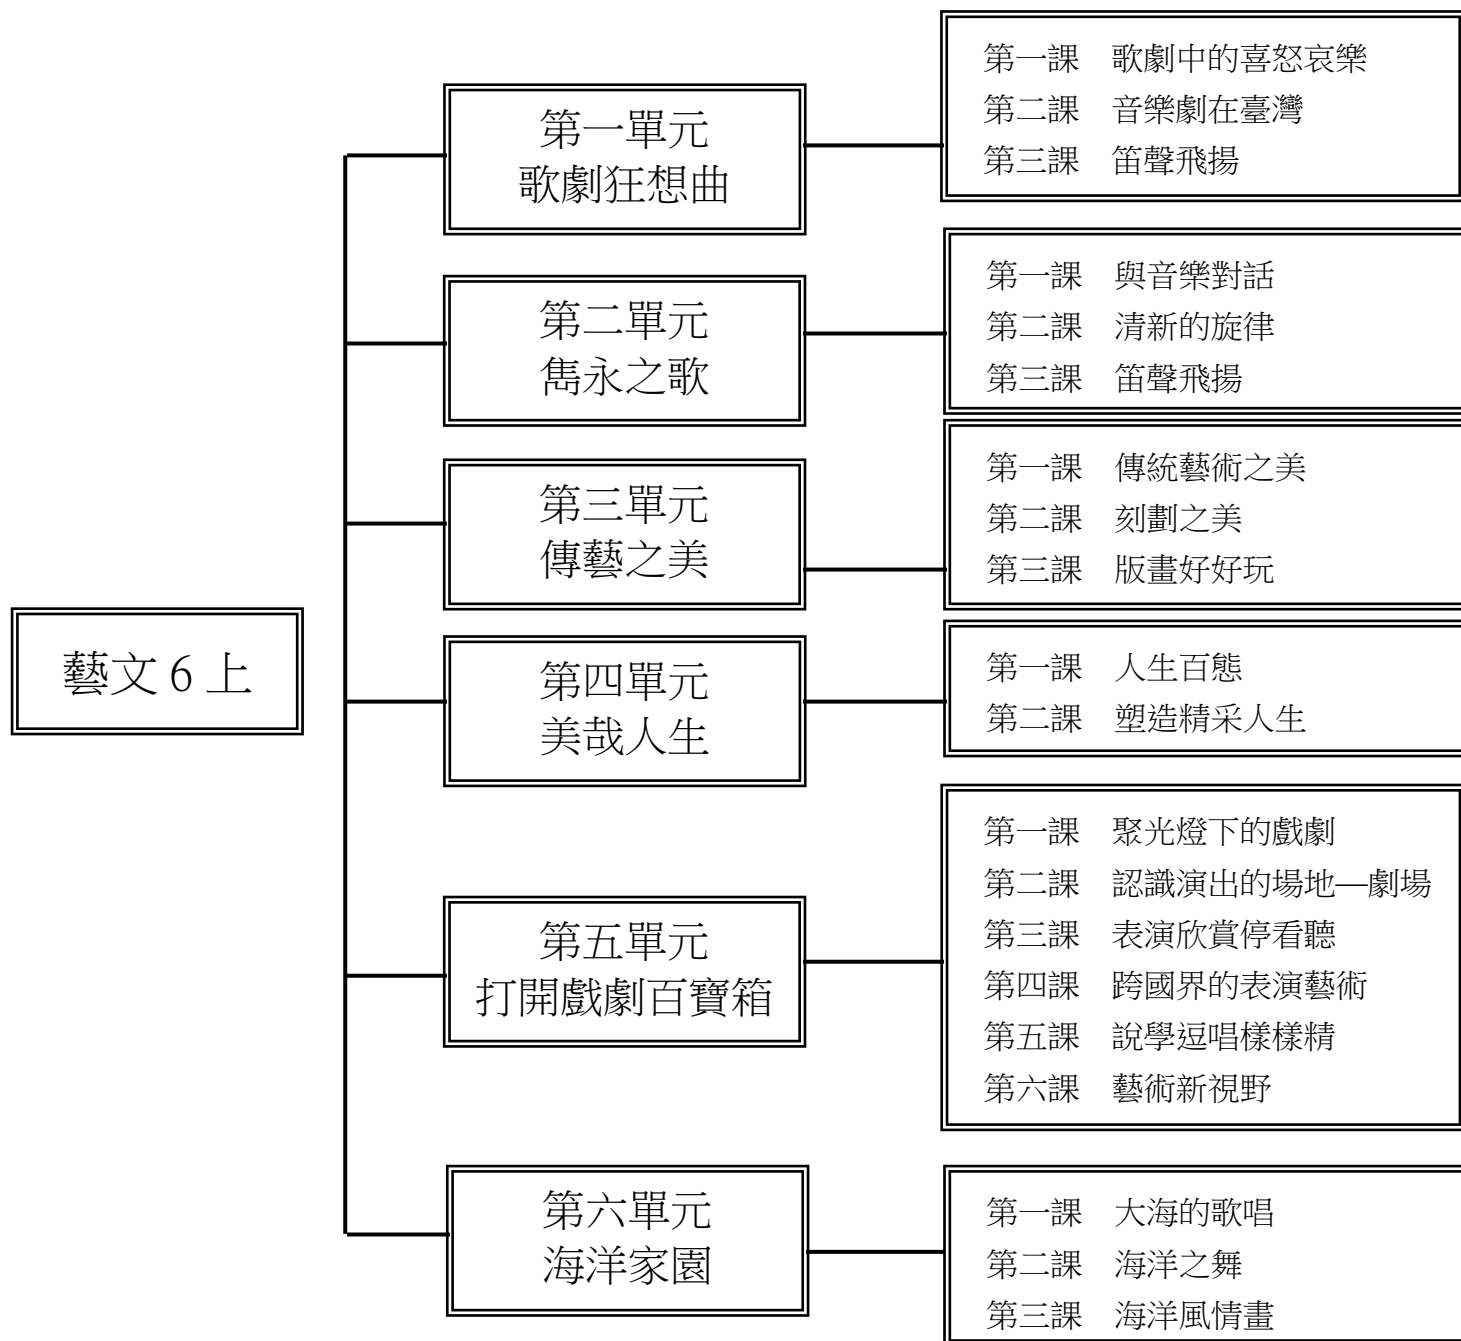 藝文 6 上
第一單元
歌劇狂想曲
第一課　歌劇中的喜怒哀樂
第二課　音樂劇在臺灣
第三課　笛聲飛揚
第二單元
雋永之歌
第一課　與音樂對話
第二課　清新的旋律
第三課　笛聲飛揚
第三單元
傳藝之美
第一課　傳統藝術之美
第二課　刻劃之美
第三課　版畫好好玩
第四單元
美哉人生
第一課　人生百態
第二課　塑造精采人生
第五單元
打開戲劇百寶箱
第一課　聚光燈下的戲劇
第二課　認識演出的場地—劇場
第三課　表演欣賞停看聽
第四課　跨國界的表演藝術
第五課　說學逗唱樣樣精
第六課　藝術新視野
第六單元
海洋家園
第一課　大海的歌唱
第二課　海洋之舞
第三課　海洋風情畫